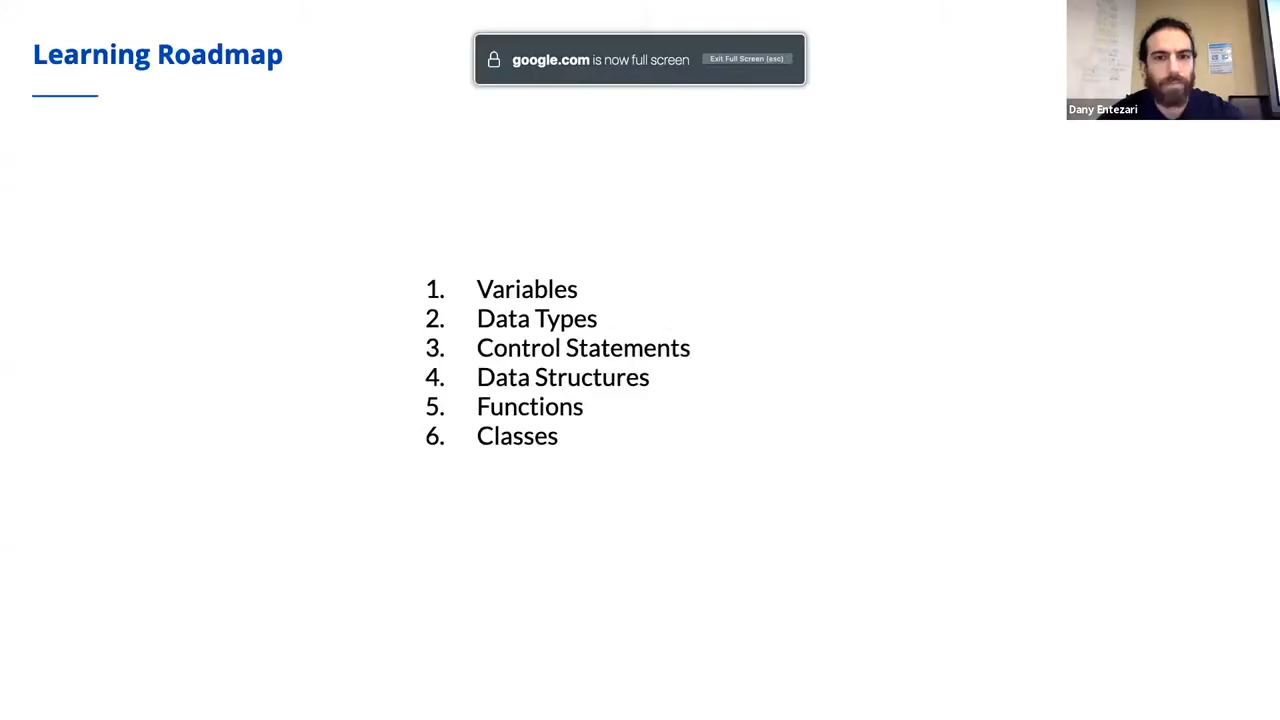 Learning Roadmap
google.com is now full screen
Exit Full Screen (esc)
Dany Entezari
1. Variables
2. Data Types
3. Control Statements
4. Data Structures
5. Functions
6. Classes